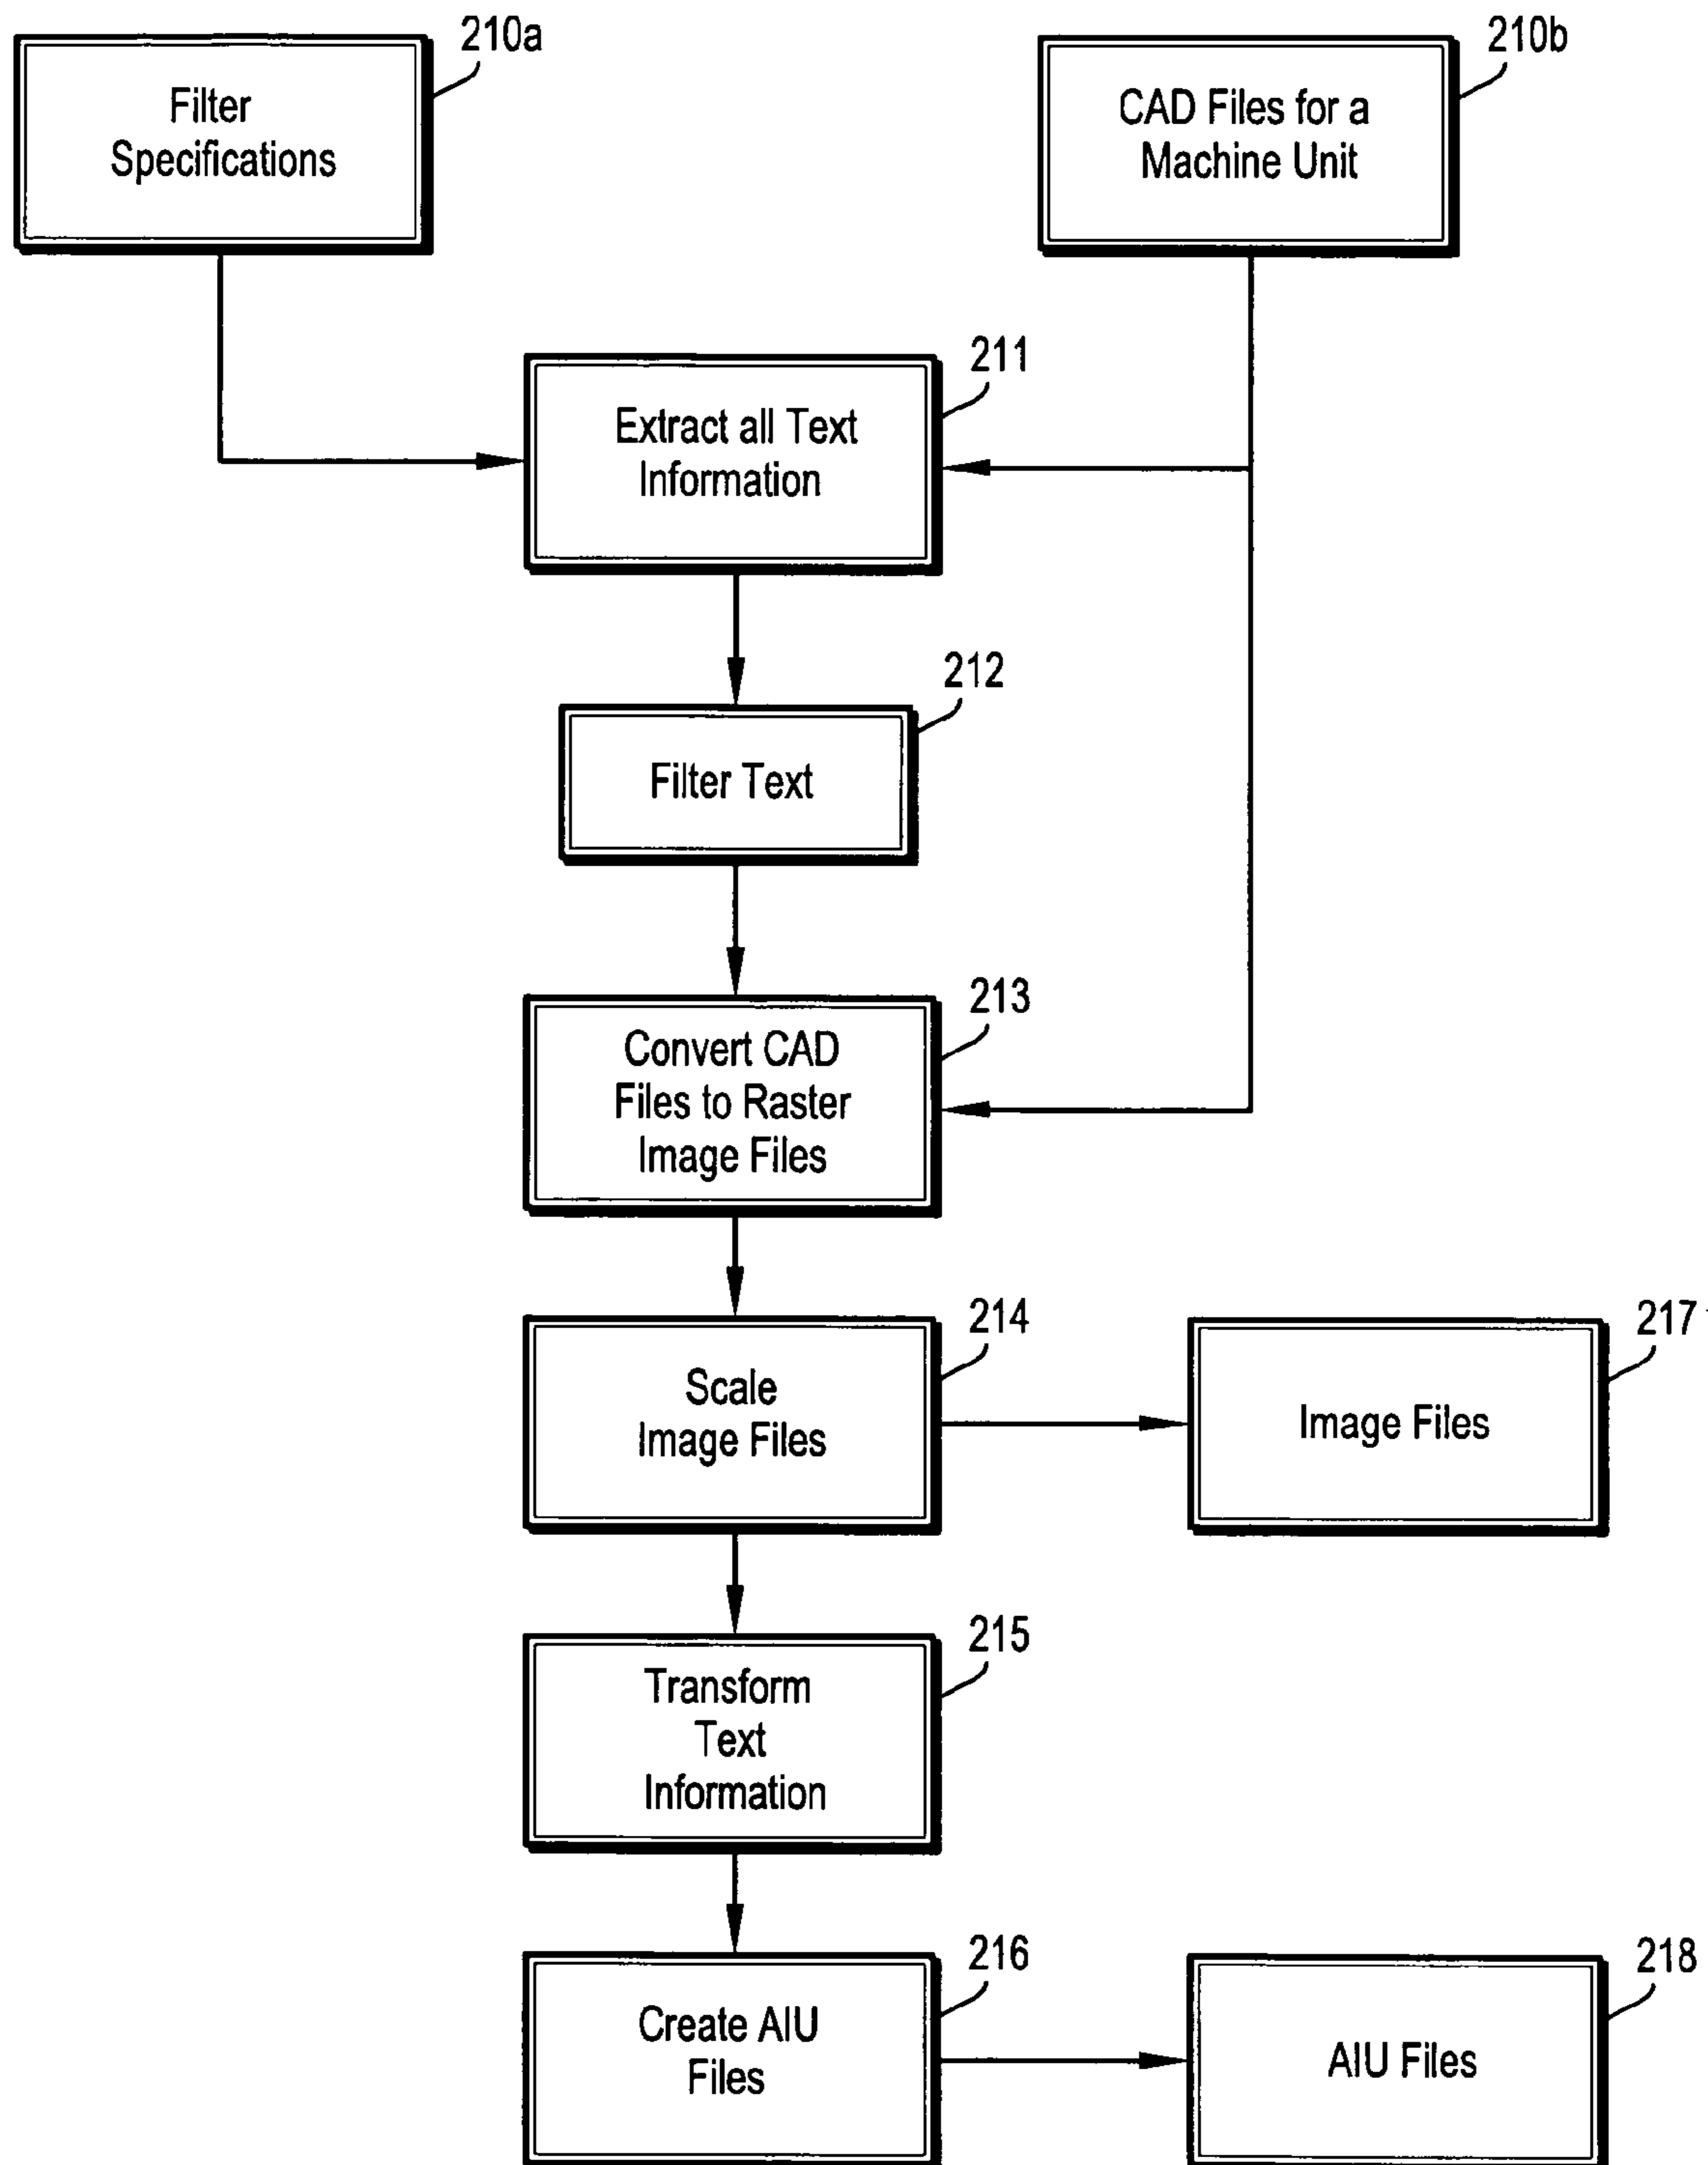 210a
Filter
Specifications
210b
CAD Files for a
Machine Unit
211
Extract all Text
Information
212
Filter Text
213
Convert CAD
Files to Raster
Image Files
214
Scale
Image Files
217
Image Files
215
Transform
Text
Information
216
Create AIU
Files
218
AIU Files